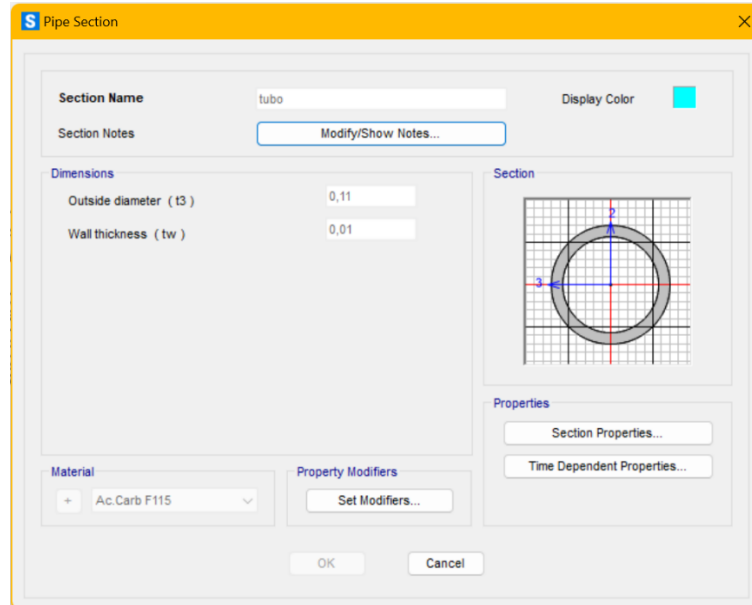 S Pipe Section
Section Name tubo Display Color
Section Notes Modify/Show Notes...
Dimensions
Outside diameter ( t3 ) 0,11
Wall thickness ( tw ) 0,01
Section
2
3
Properties
Section Properties...
Time Dependent Properties...
Material
+ Ac.Carb F115
Property Modifiers
Set Modifiers...
OK Cancel